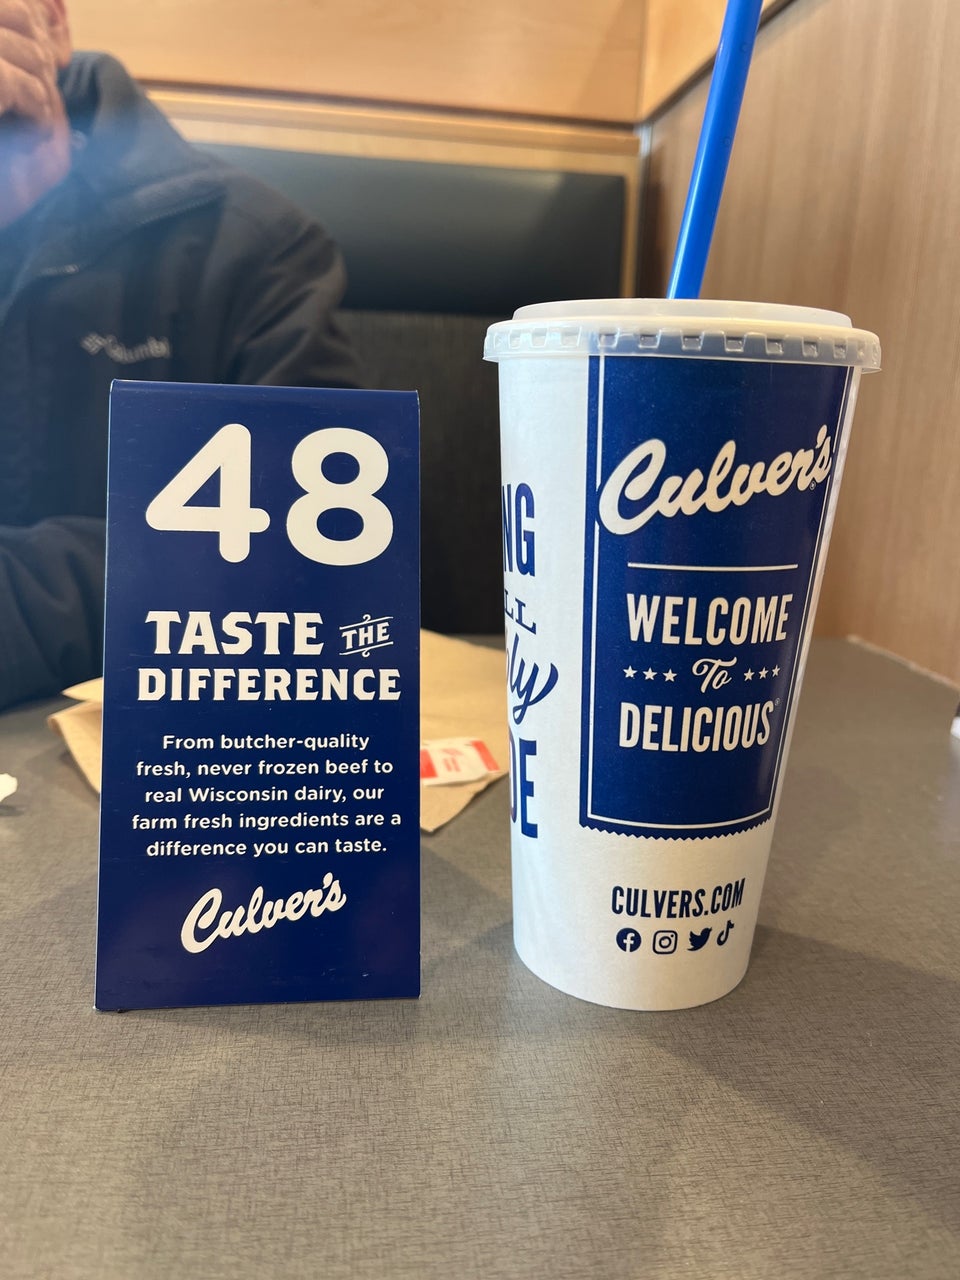 Columbia
48
TASTE THE
DIFFERENCE
From butcher-quality
fresh, never frozen beef to
real Wisconsin dairy, our
farm fresh ingredients are a
difference you can taste.
Culver's
Culver's®
WELCOME
To
DELICIOUS®
CULVERS.COM